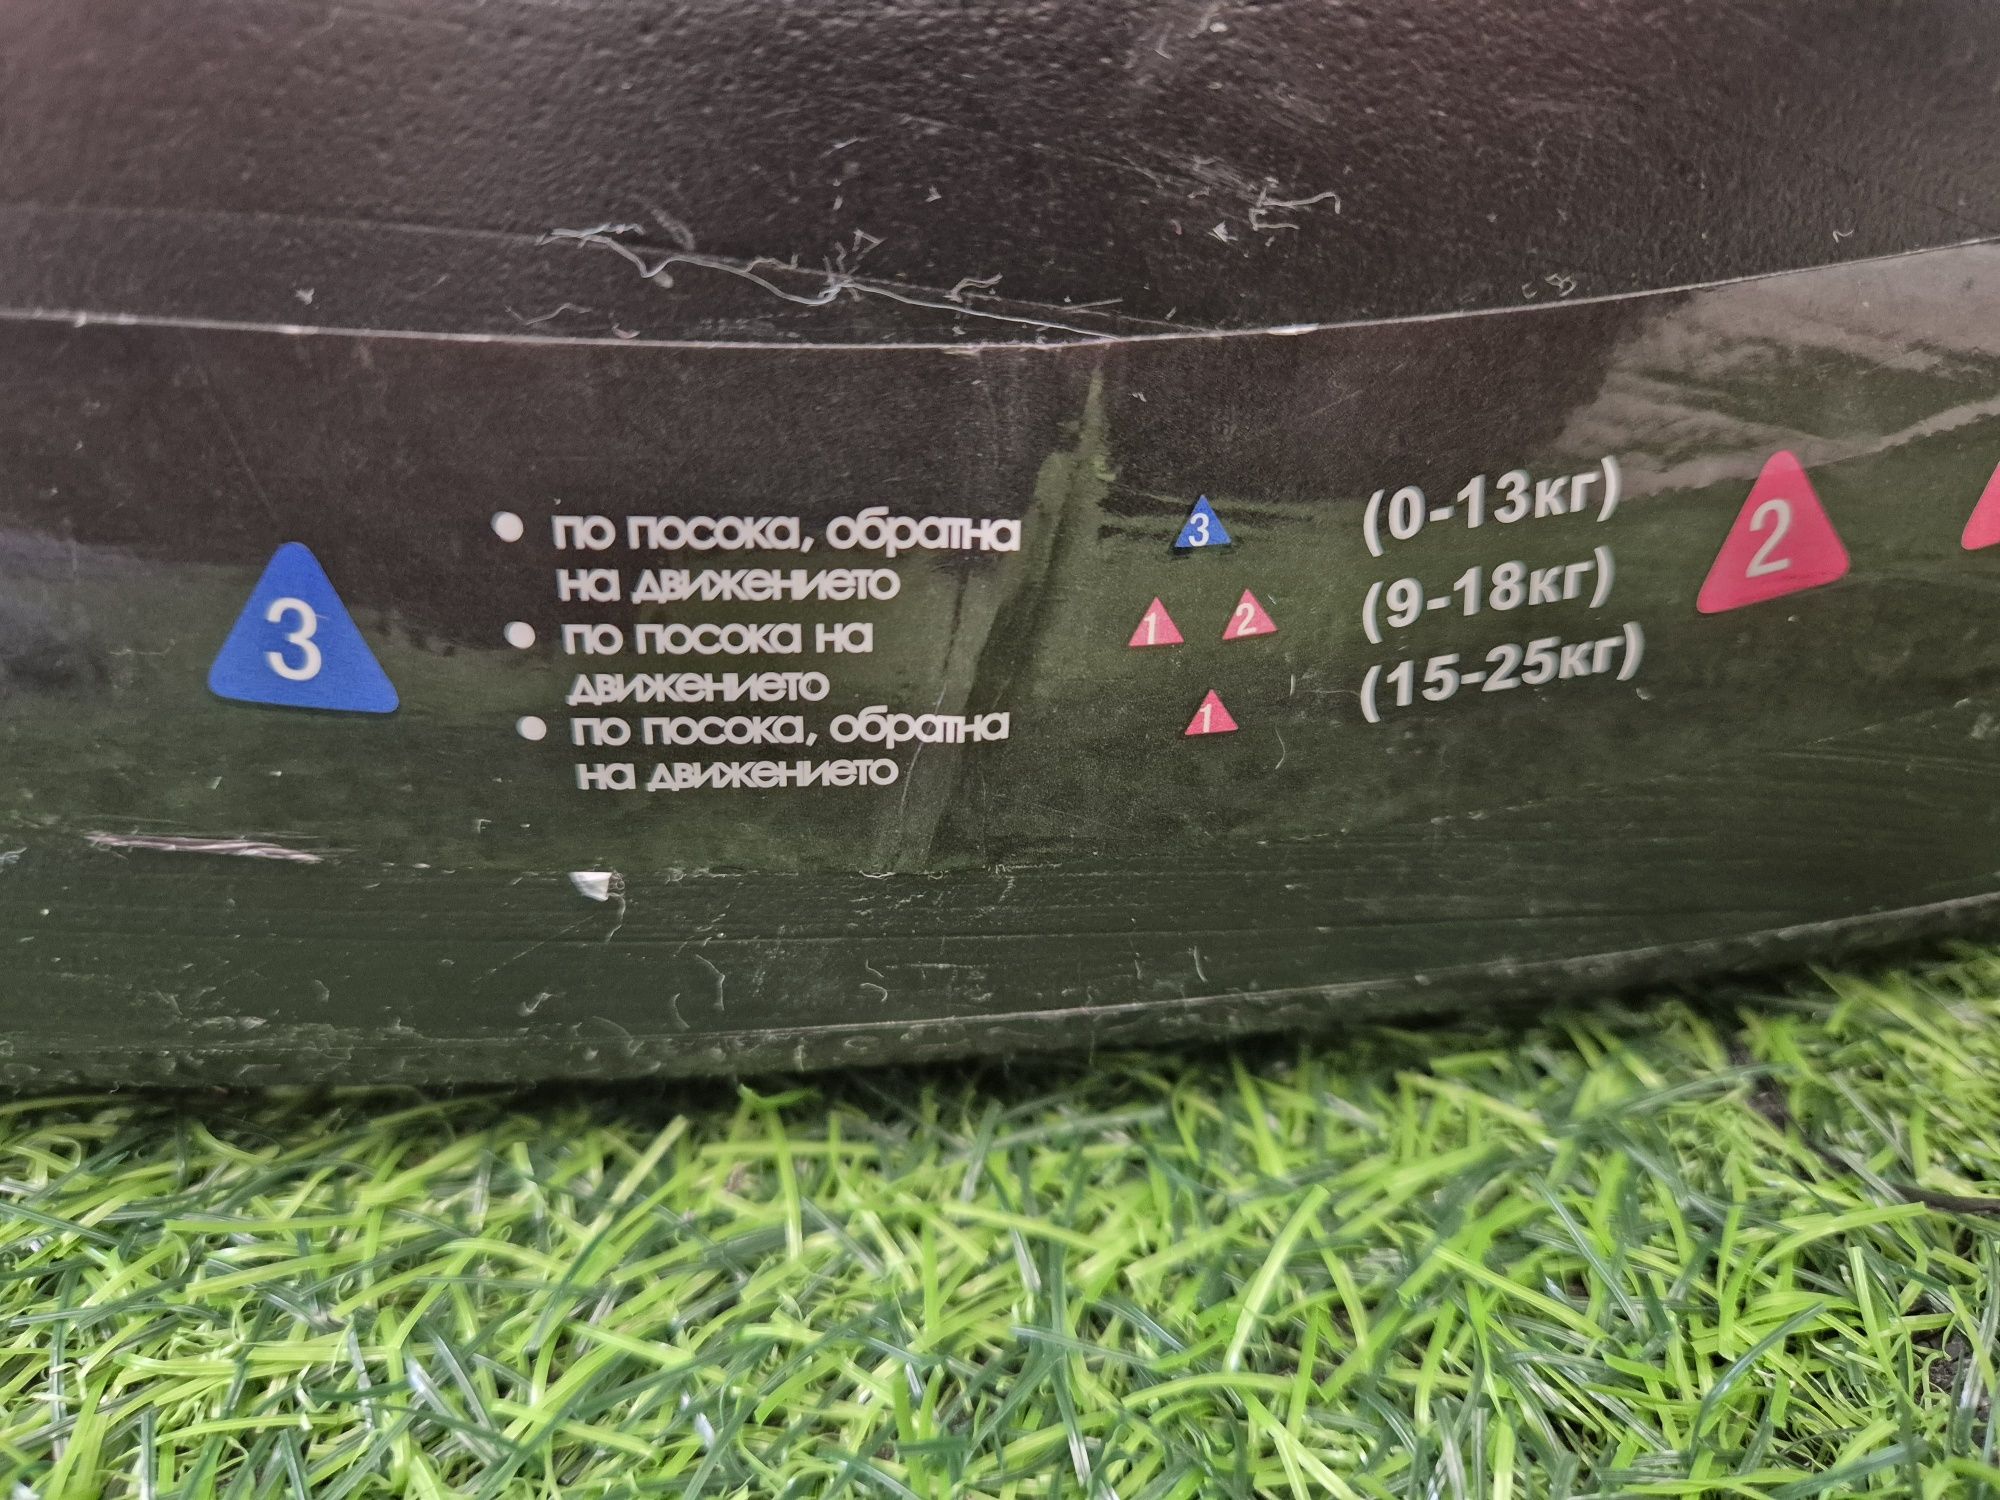 3
• по посока, обратна
на движението
3
(0-13кг)
• по посока на
движението
1 2
(9-18кг)
• по посока, обратна
на движението
1
(15-25кг)
2